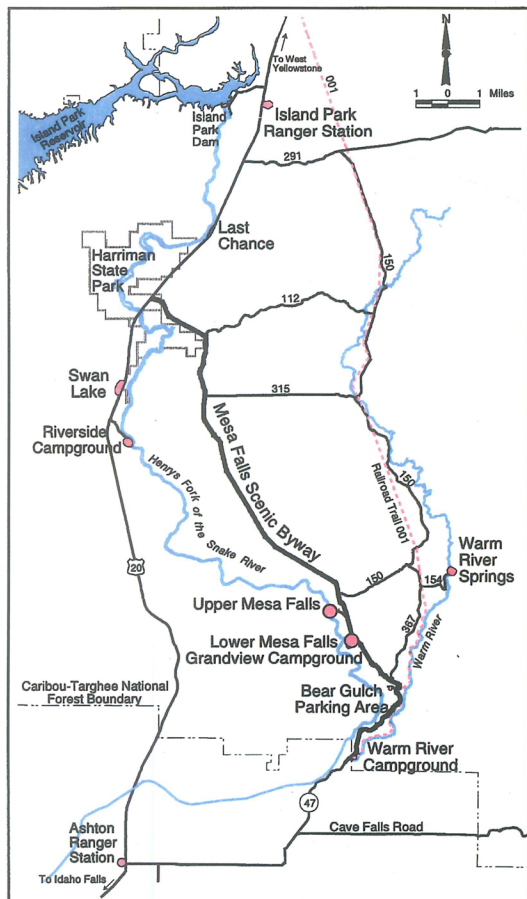 N
To West
Yellowstone
001
1 0 1 Miles
Island Park
Reservoir
Island
Park
Dam
Island Park
Ranger Station
291
Last
Chance
Harriman
State
Park
150
112
Swan
Lake
315
Riverside
Campground
Mesa Falls Scenic Byway
Henrys Fork of the
Snake River
Railroad Trail 001
150
20
Warm
River
Springs
150
154
Upper Mesa Falls
367
Warm River
Lower Mesa Falls
Grandview Campground
Bear Gulch
Parking Area
Caribou-Targhee National
Forest Boundary
Warm River
Campground
47
Cave Falls Road
Ashton
Ranger
Station
To Idaho Falls